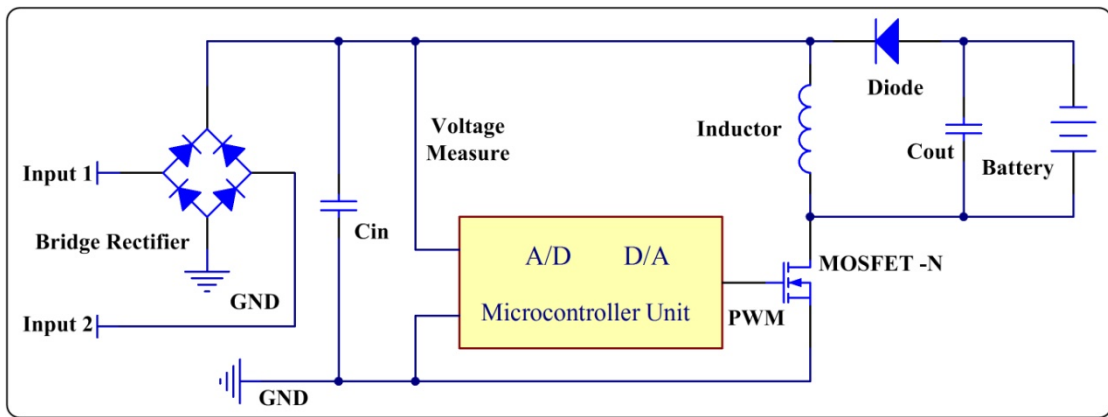 Diode
Voltage
Measure
Inductor
Cout
Battery
Input 1
Bridge Rectifier
Cin
GND
Input 2
A/D D/A
Microcontroller Unit
MOSFET -N
PWM
GND